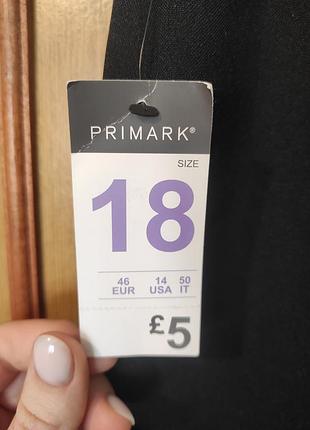 PRIMARK®
SIZE
18
46 14 50
EUR USA IT
£5